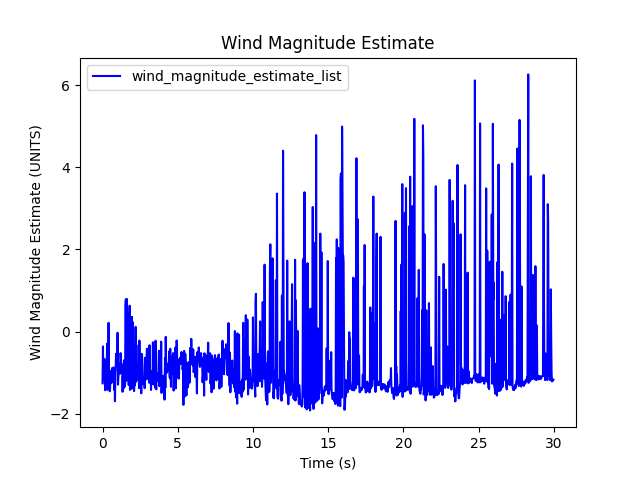 Wind Magnitude Estimate
wind_magnitude_estimate_list
Wind Magnitude Estimate (UNITS)
6
4
2
0
−2
0 5 10 15 20 25 30
Time (s)